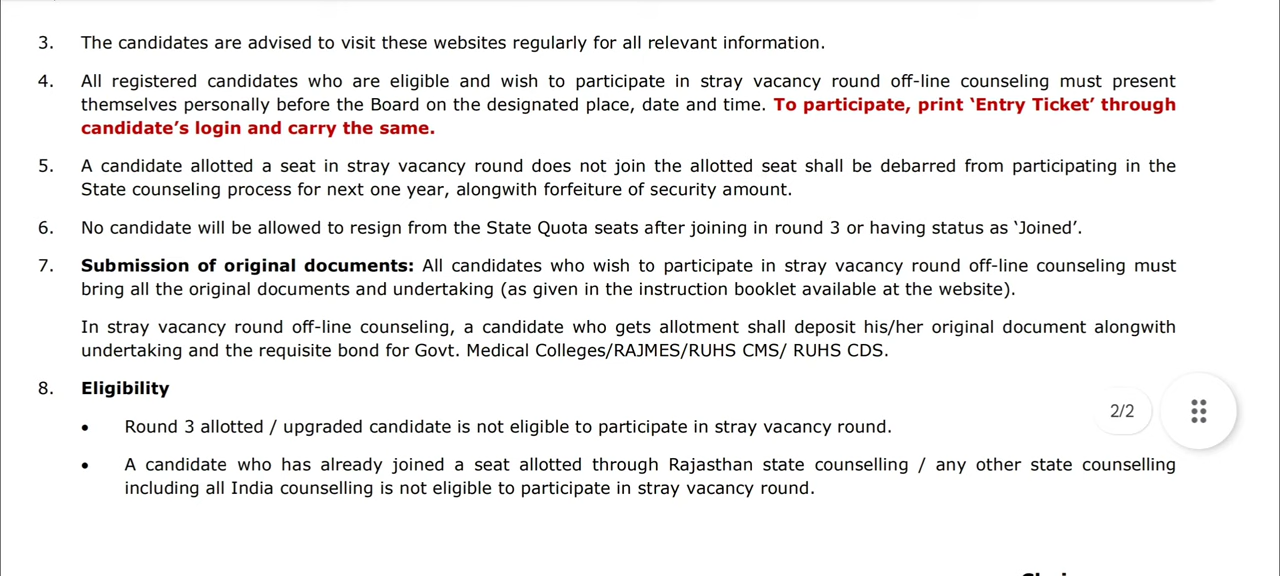 3. The candidates are advised to visit these websites regularly for all relevant information.
4. All registered candidates who are eligible and wish to participate in stray vacancy round off-line counseling must present
themselves personally before the Board on the designated place, date and time. To participate, print ‘Entry Ticket’ through
candidate’s login and carry the same.
5. A candidate allotted a seat in stray vacancy round does not join the allotted seat shall be debarred from participating in the
State counseling process for next one year, alongwith forfeiture of security amount.
6. No candidate will be allowed to resign from the State Quota seats after joining in round 3 or having status as ‘Joined’.
7. Submission of original documents: All candidates who wish to participate in stray vacancy round off-line counseling must
bring all the original documents and undertaking (as given in the instruction booklet available at the website).
In stray vacancy round off-line counseling, a candidate who gets allotment shall deposit his/her original document alongwith
undertaking and the requisite bond for Govt. Medical Colleges/RAJMES/RUHS CMS/ RUHS CDS.
8. Eligibility
2/2
• Round 3 allotted / upgraded candidate is not eligible to participate in stray vacancy round.
• A candidate who has already joined a seat allotted through Rajasthan state counselling / any other state counselling
including all India counselling is not eligible to participate in stray vacancy round.